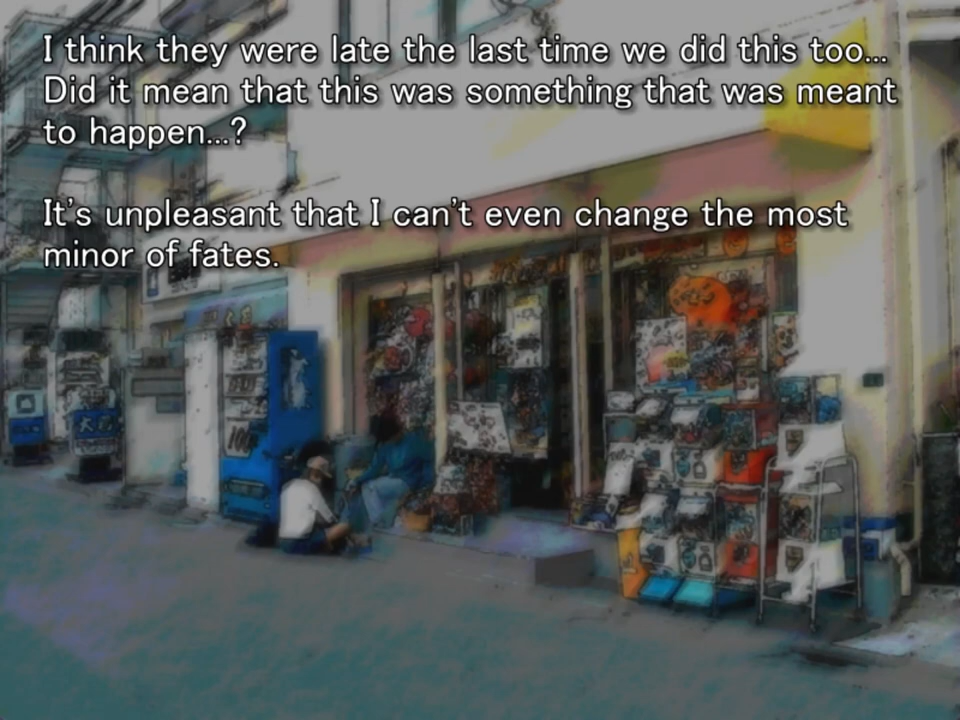 I think they were late the last time we did this too...
Did it mean that this was something that was meant
to happen...?
It's unpleasant that I can't even change the most
minor of fates.